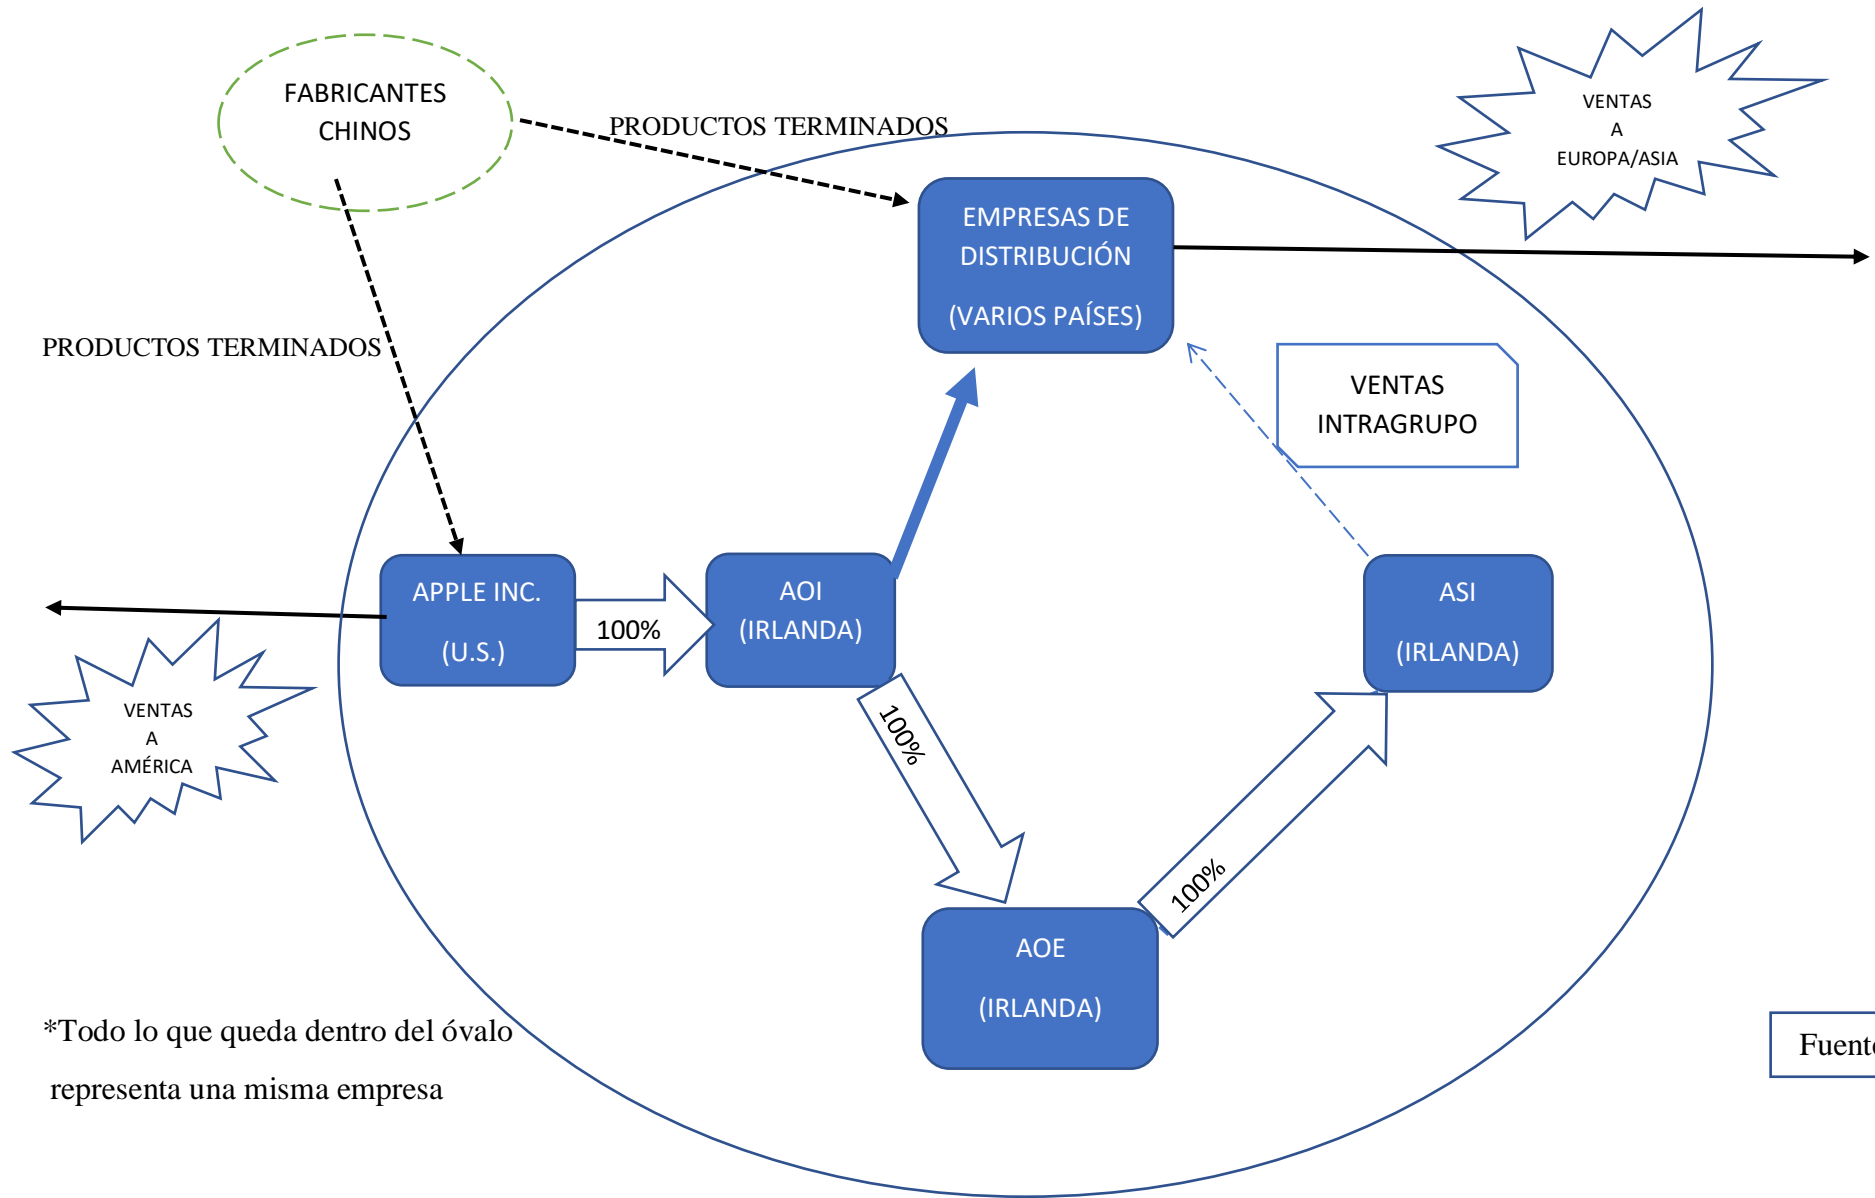 FABRICANTES
CHINOS
PRODUCTOS TERMINADOS
VENTAS
A
EUROPA/ASIA
EMPRESAS DE
DISTRIBUCIÓN
(VARIOS PAÍSES)
PRODUCTOS TERMINADOS
VENTAS
INTRAGRUPO
APPLE INC.
(U.S.)
100%
AOI
(IRLANDA)
ASI
(IRLANDA)
VENTAS
A
AMÉRICA
100%
100%
AOE
(IRLANDA)
*Todo lo que queda dentro del óvalo
representa una misma empresa